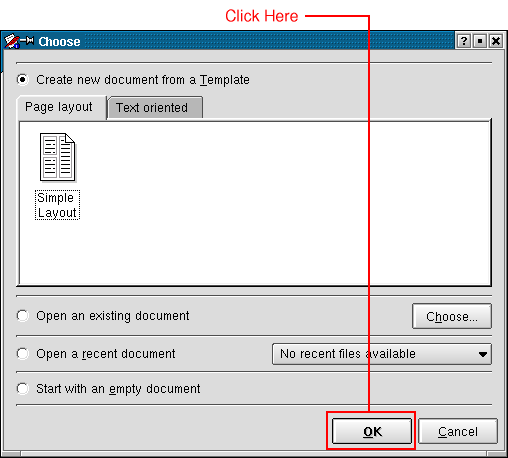 Click Here
Choose
Create new document from a Template
Page layout
Text oriented
Simple
Layout
Open an existing document
Choose...
Open a recent document
No recent files available
Start with an empty document
OK
Cancel